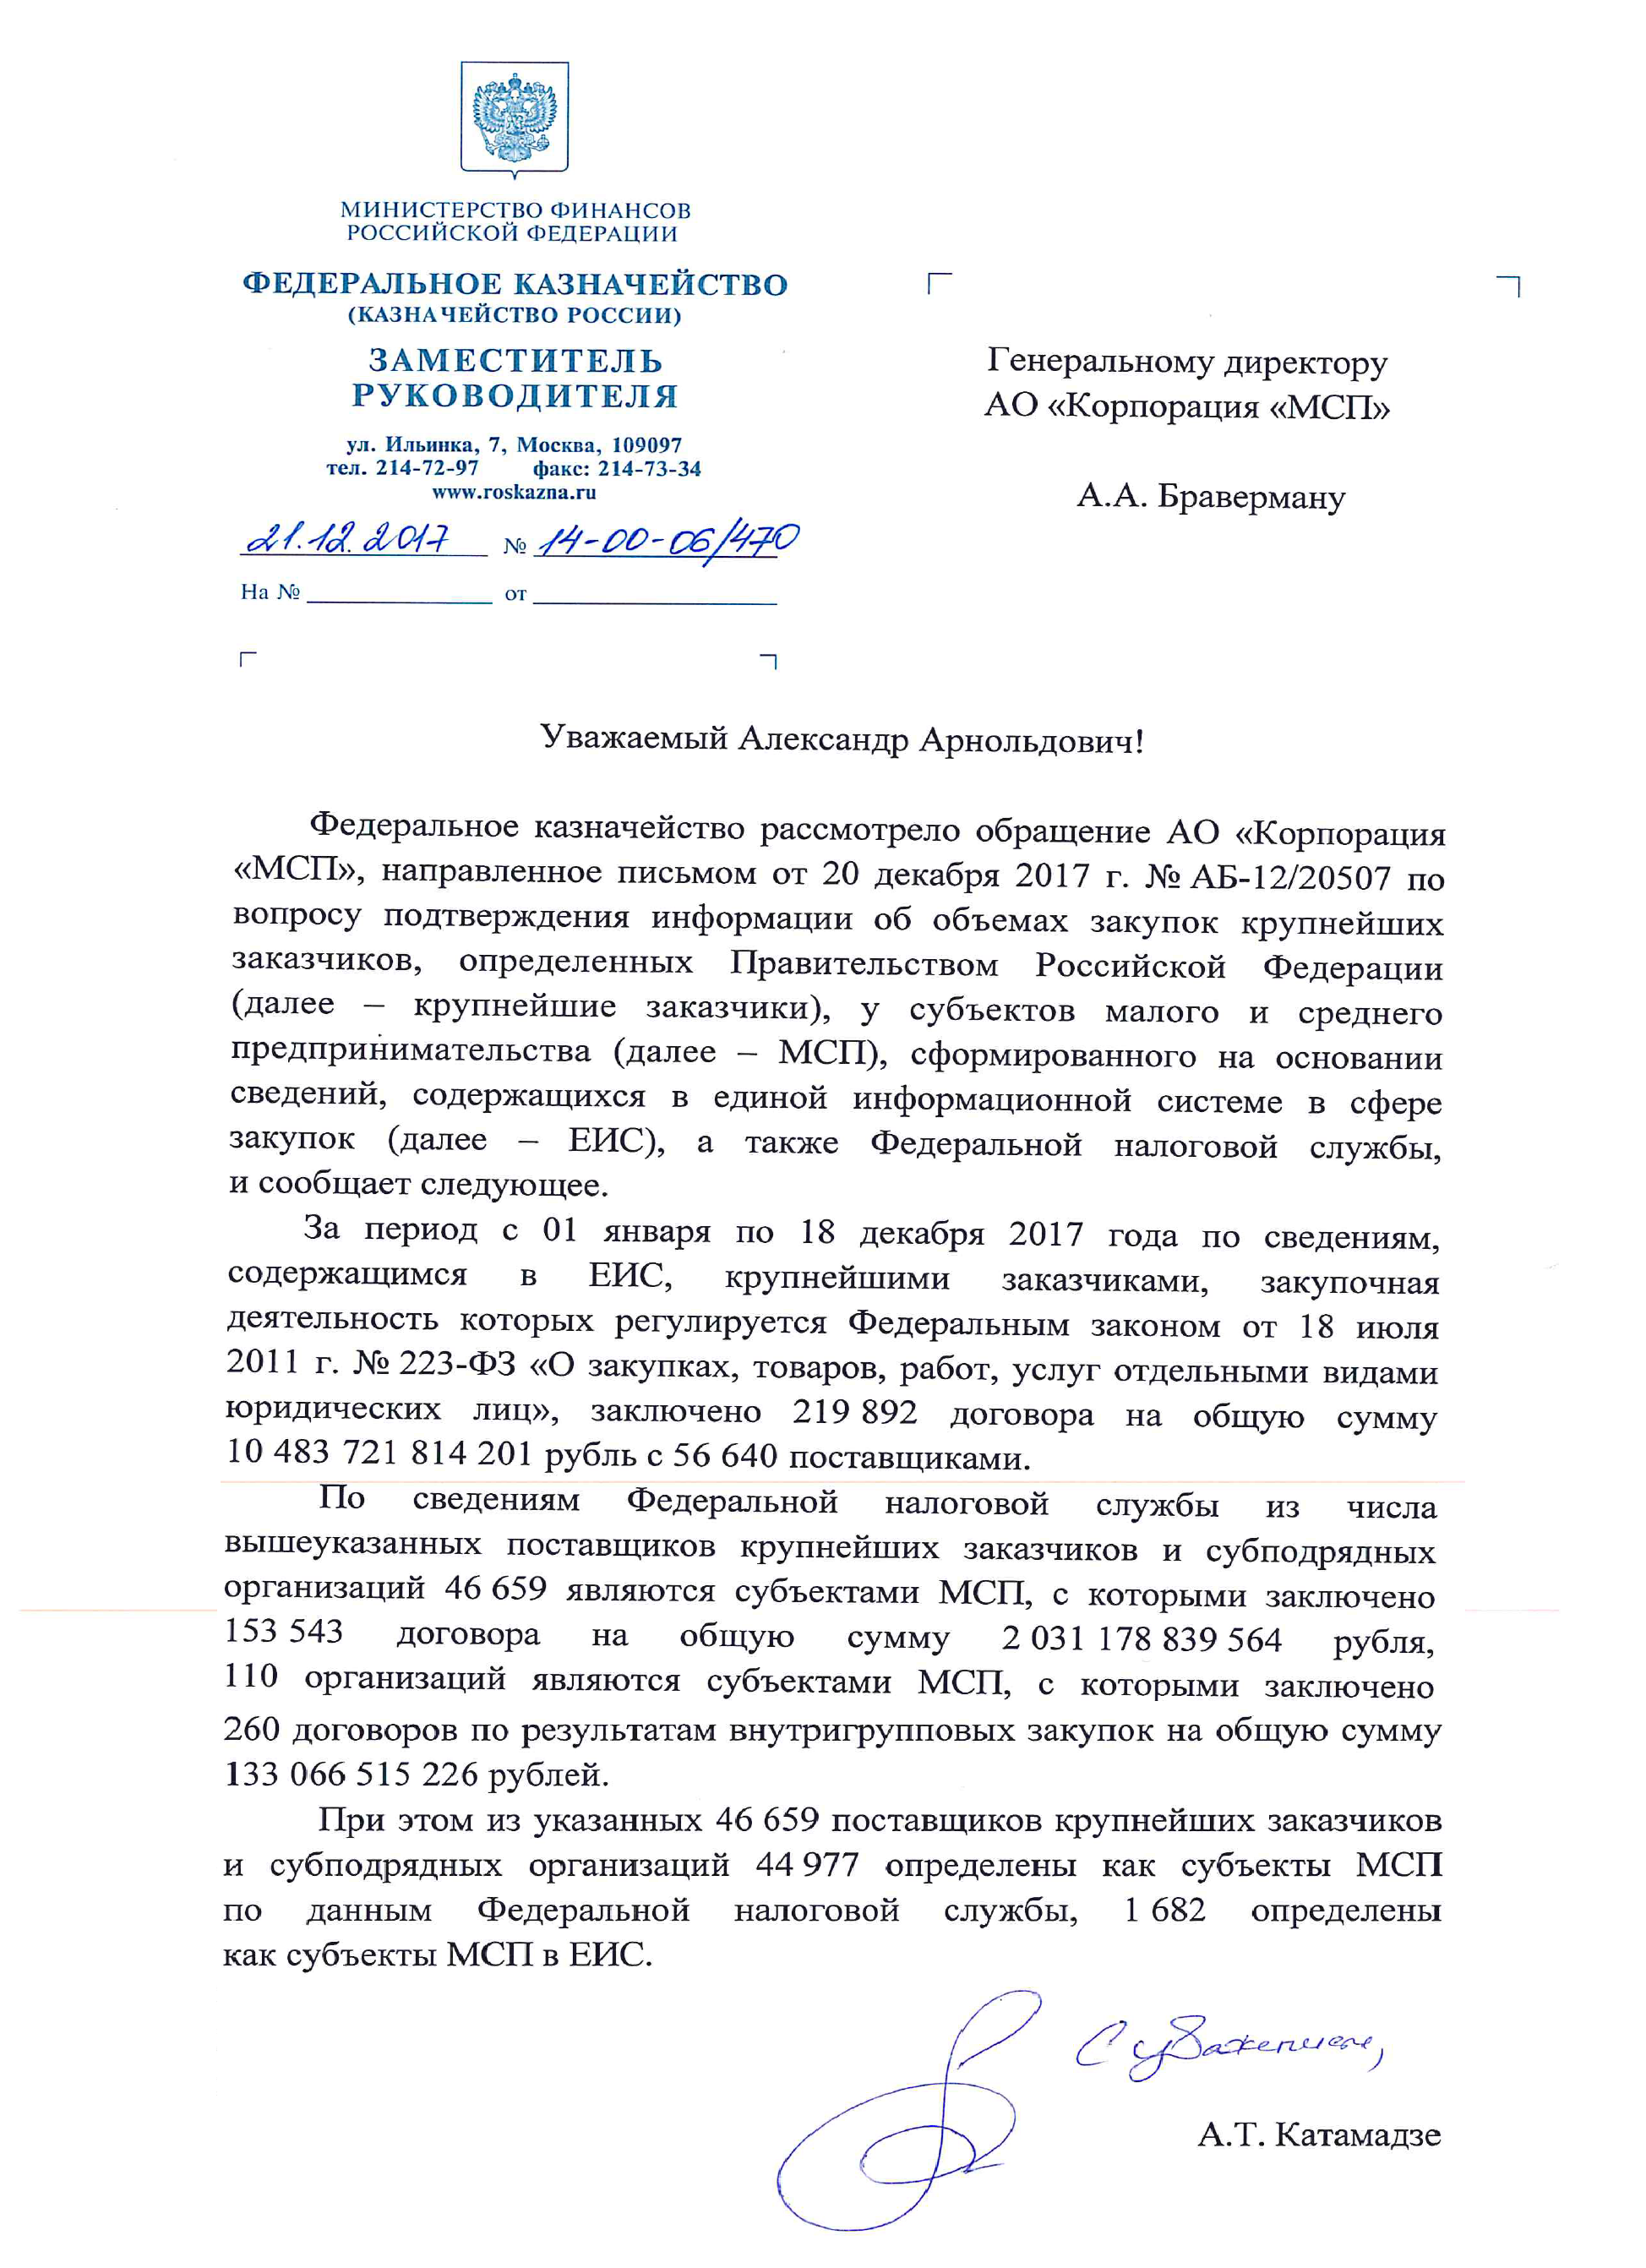 МИНИСТЕРСТВО ФИНАНСОВ
РОССИЙСКОЙ ФЕДЕРАЦИИ
ФЕДЕРАЛЬНОЕ КАЗНАЧЕЙСТВО
(КАЗНАЧЕЙСТВО РОССИИ)
ЗАМЕСТИТЕЛЬ
РУКОВОДИТЕЛЯ
ул. Ильинка, 7, Москва, 109097
тел. 214-72-97 факс: 214-73-34
www.roskazna.ru
21.12.2017 № 14-00-06/470
На № от
Генеральному директору
АО «Корпорация «МСП»
А.А. Браверману
Уважаемый Александр Арнольдович!
Федеральное казначейство рассмотрело обращение АО «Корпорация
«МСП», направленное письмом от 20 декабря 2017 г. № АБ-12/20507 по
вопросу подтверждения информации об объемах закупок крупнейших
заказчиков, определенных Правительством Российской Федерации
(далее – крупнейшие заказчики), у субъектов малого и среднего
предпринимательства (далее – МСП), сформированного на основании
сведений, содержащихся в единой информационной системе в сфере
закупок (далее – ЕИС), а также Федеральной налоговой службы,
и сообщает следующее.
За период с 01 января по 18 декабря 2017 года по сведениям,
содержащимся в ЕИС, крупнейшими заказчиками, закупочная
деятельность которых регулируется Федеральным законом от 18 июля
2011 г. № 223-ФЗ «О закупках, товаров, работ, услуг отдельными видами
юридических лиц», заключено 219 892 договора на общую сумму
10 483 721 814 201 рубль с 56 640 поставщиками.
По сведениям Федеральной налоговой службы из числа
вышеуказанных поставщиков крупнейших заказчиков и субподрядных
организаций 46 659 являются субъектами МСП, с которыми заключено
153 543 договора на общую сумму 2 031 178 839 564 рубля,
110 организаций являются субъектами МСП, с которыми заключено
260 договоров по результатам внутригрупповых закупок на общую сумму
133 066 515 226 рублей.
При этом из указанных 46 659 поставщиков крупнейших заказчиков
и субподрядных организаций 44 977 определены как субъекты МСП
по данным Федеральной налоговой службы, 1 682 определены
как субъекты МСП в ЕИС.
С уважением,
А.Т. Катамадзе